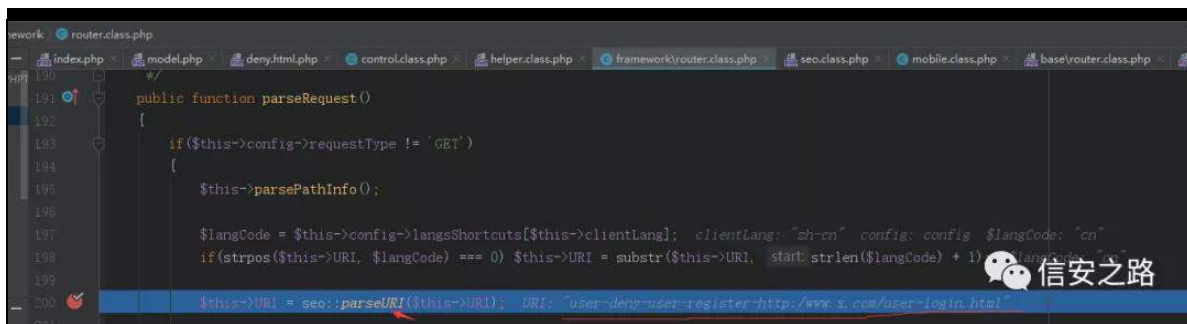 ework router.class.php
index.php model.php deny.html.php control.class.php helper.class.php framework\router.class.php seo.class.php mobile.class.php base\router.class.php
190 */
191 public function parseRequest()
192 {
193 if($this->config->requestType != 'GET')
194 {
195 $this->parsePathInfo();
196
197 $langCode = $this->config->langsShortcuts[$this->clientLang]; clientLang: "zh-cn" config: config $langCode: "cn"
198 if(strpos($this->URI, $langCode) === 0) $this->URI = substr($this->URI, start: strlen($langCode) + 1);
199
200 $this->URI = seo::parseURI($this->URI); URI: "user-deny-user-register-http:/www.x.com/user-login.html"
信安之路